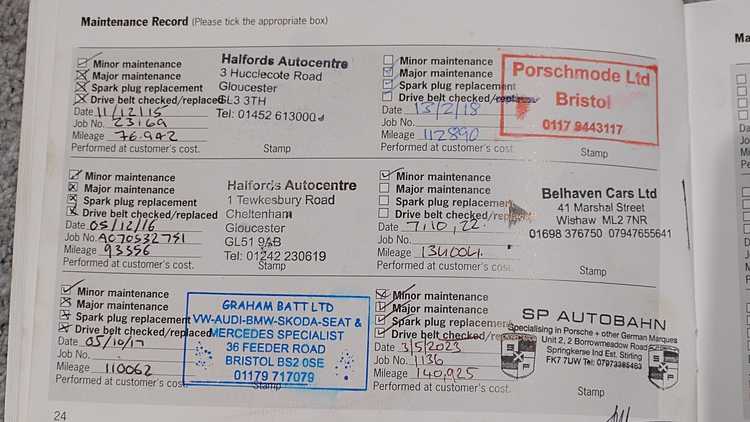 Maintenance Record (Please tick the appropriate box)
Minor maintenance
Major maintenance
Spark plug replacement
Drive belt checked/replaced
Date 11/12/15
Job No. 23169
Mileage 76.942
Performed at customer's cost.
Halfords Autocentre
3 Hucclecote Road
Gloucester
GL3 3TH
Tel: 01452 613000
Stamp
Minor maintenance
Major maintenance
Spark plug replacement
Drive belt checked/
Date 13/2/18
Job No.
Mileage 112890
Performed at customer's cost.
Porschmode Ltd
Bristol
0117 9443117
Stamp
Minor maintenance
Major maintenance
Spark plug replacement
Drive belt checked/replaced
Date 05/12/16
Job No. A070532751
Mileage 93356
Performed at customer's cost.
Halfords Autocentre
1 Tewkesbury Road
Cheltenham
Gloucester
GL51 9AB
Tel: 01242 230619
Stamp
Minor maintenance
Major maintenance
Spark plug replacement
Drive belt checked/
Date 7,10,22.
Job No.
Mileage 134004.
Performed at customer's cost.
Belhaven Cars Ltd
41 Marshal Street
Wishaw ML2 7NR
01698 376750 07947655641
Stamp
Minor maintenance
Major maintenance
Spark plug replacement
Drive belt checked/replaced
Date 05/10/17
Job No.
Mileage 110062
Performed at customer's cost.
GRAHAM BATT LTD
VW-AUDI-BMW-SKODA-SEAT &
MERCEDES SPECIALIST
36 FEEDER ROAD
BRISTOL BS2 0SE
01179 717079
Stamp
Minor maintenance
Major maintenance
Spark plug replacement
Drive belt checked/replaced
Date 3/5/2023
Job No. 1136
Mileage 140,925
Performed at customer's cost.
SP AUTOBAHN
Specialising in Porsche + other German Marques
Unit 2, 2 Borrowmeadow Road
Springkerse Ind Est. Stirling
FK7 7UW Tel: 07973385463
Stamp
24